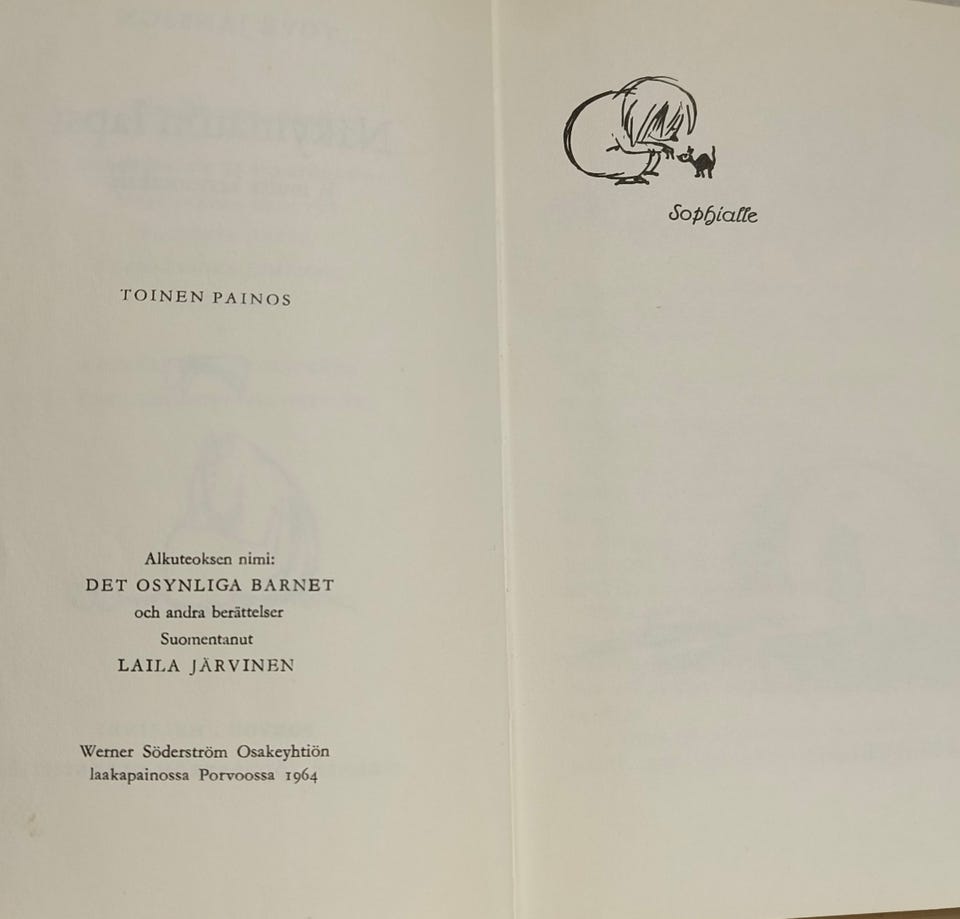 TOINEN PAINOS
Alkuteoksen nimi:
DET OSYNLIGA BARNET
och andra berättelser
Suomentanut
LAILA JÄRVINEN
Werner Söderström Osakeyhtiön
laakapainossa Porvoossa 1964
Sophialle